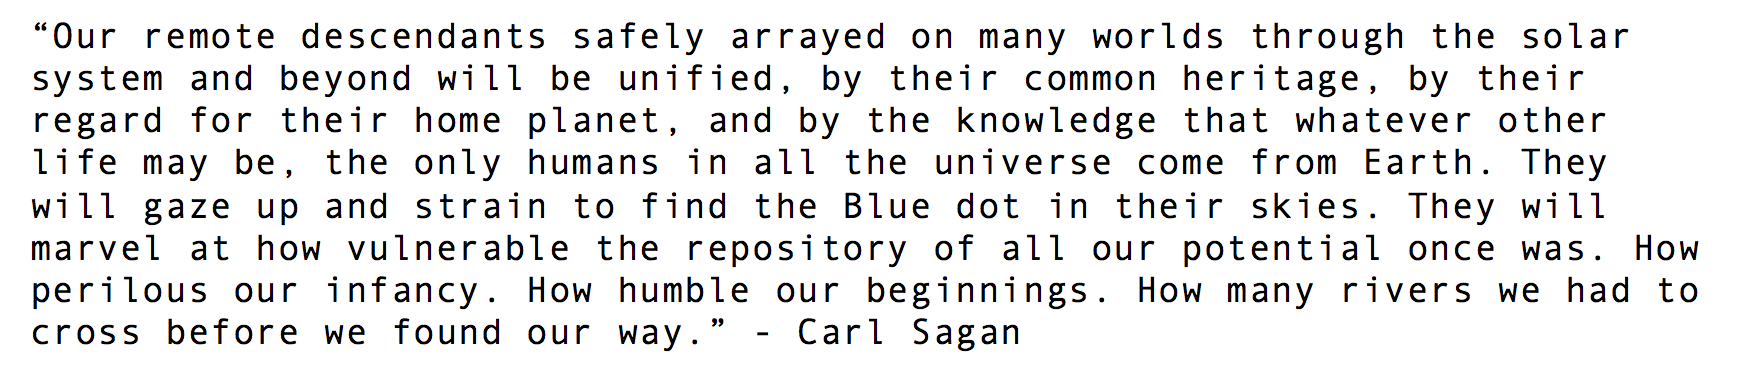 “Our remote descendants safely arrayed on many worlds through the solar
system and beyond will be unified, by their common heritage, by their
regard for their home planet, and by the knowledge that whatever other
life may be, the only humans in all the universe come from Earth. They
will gaze up and strain to find the Blue dot in their skies. They will
marvel at how vulnerable the repository of all our potential once was. How
perilous our infancy. How humble our beginnings. How many rivers we had to
cross before we found our way.” - Carl Sagan